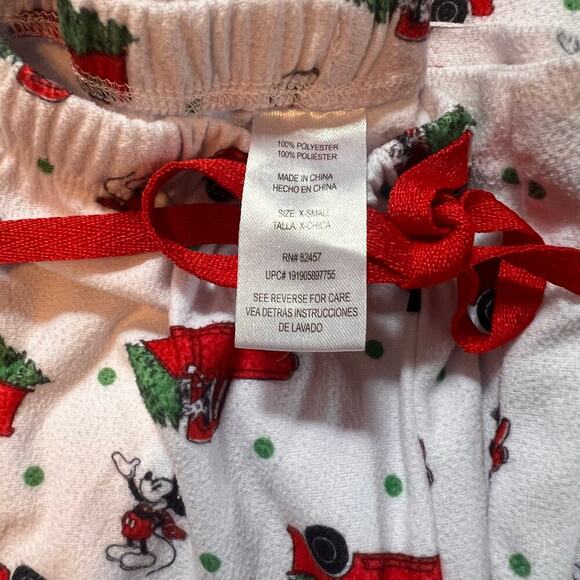 100% POLYESTER
100% POLIÉSTER
MADE IN CHINA
HECHO EN CHINA
SIZE: X-SMALL
TALLA: X-CHICA
RN# 82457
UPC# 191905897755
SEE REVERSE FOR CARE
VEA DETRAS INSTRUCCIONES
DE LAVADO